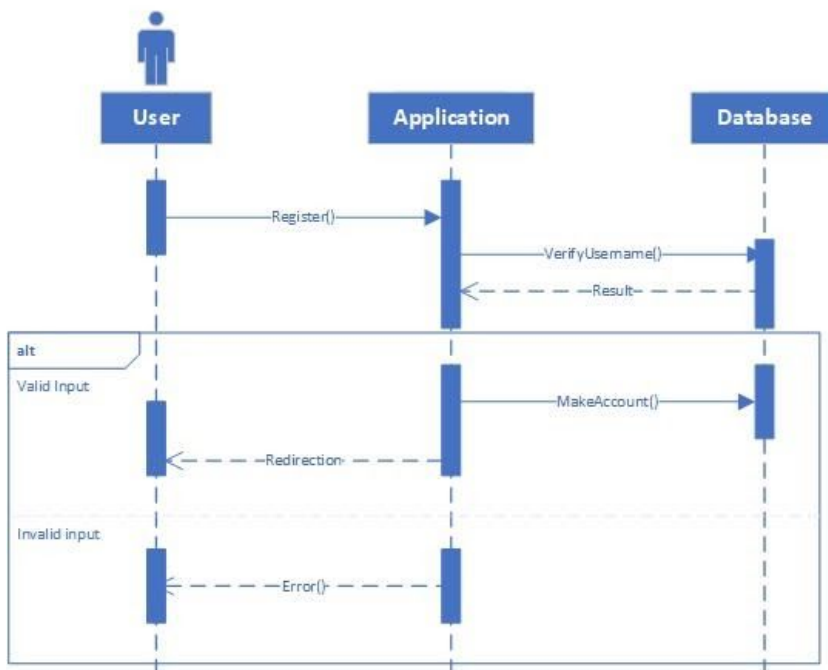 User
Application
Database
Register()
VerifyUsername()
Result
alt
Valid Input
MakeAccount()
Redirection
Invalid input
Error()